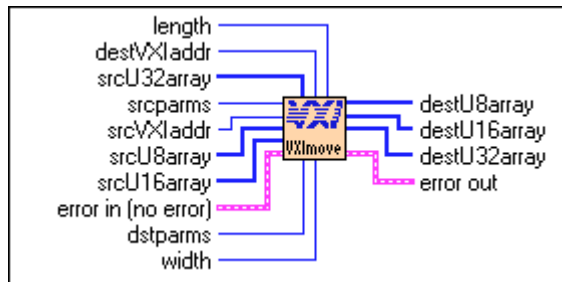 length
destVXIaddr
srcU32array
srcparms
srcVXIaddr
srcU8array
srcU16array
error in (no error)
dstparms
width
VXI
VXImove
destU8array
destU16array
destU32array
error out